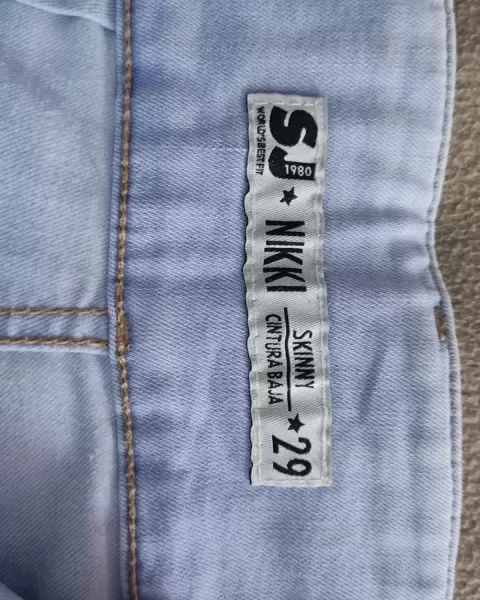 SJ
1980
WORLD'S BEST FIT
★ NIKKI
SKINNY
CINTURA BAJA
★ 29